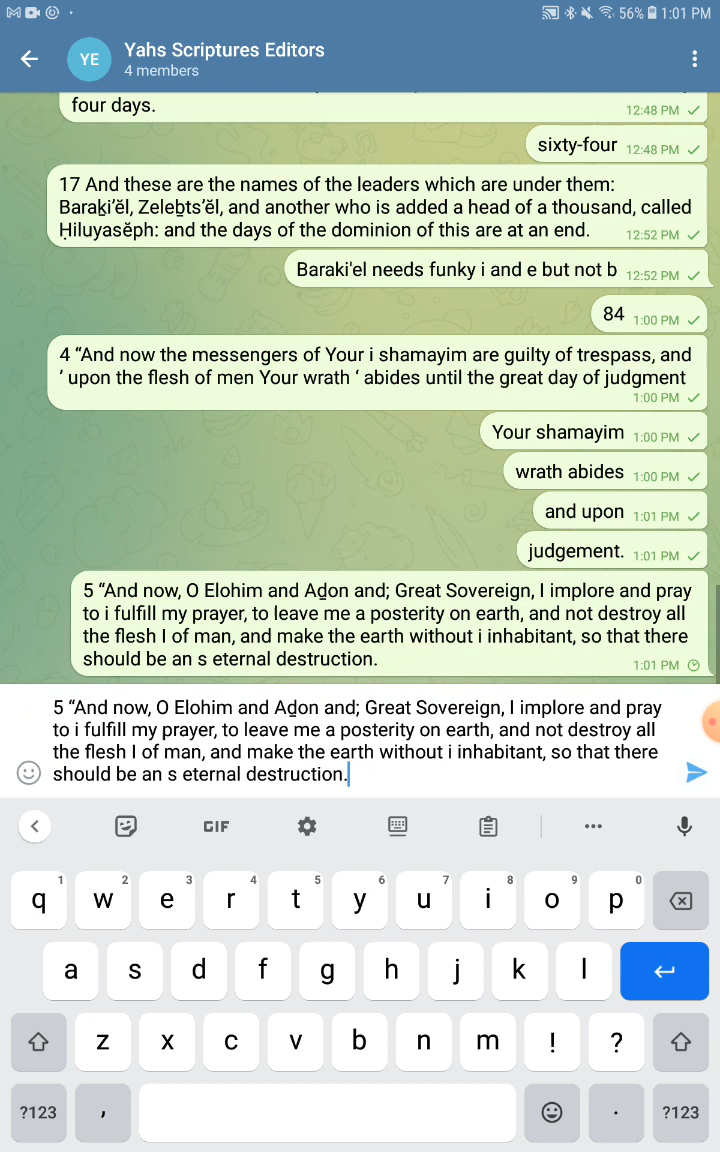 56% 1:01 PM
YE
Yahs Scriptures Editors
4 members
four days.
12:48 PM
sixty-four 12:48 PM
17 And these are the names of the leaders which are under them:
Baraḵi’ĕl, Zeleḇts’ĕl, and another who is added a head of a thousand, called
Ḥiluyasĕph: and the days of the dominion of this are at an end. 12:52 PM
Baraki'el needs funky i and e but not b 12:52 PM
84 1:00 PM
4 “And now the messengers of Your i shamayim are guilty of trespass, and
’ upon the flesh of men Your wrath ‘ abides until the great day of judgment
1:00 PM
Your shamayim 1:00 PM
wrath abides 1:00 PM
and upon 1:01 PM
judgement. 1:01 PM
5 “And now, O Elohim and Aḏon and; Great Sovereign, I implore and pray
to i fulfill my prayer, to leave me a posterity on earth, and not destroy all
the flesh I of man, and make the earth without i inhabitant, so that there
should be an s eternal destruction. 1:01 PM
5 “And now, O Elohim and Aḏon and; Great Sovereign, I implore and pray
to i fulfill my prayer, to leave me a posterity on earth, and not destroy all
the flesh I of man, and make the earth without i inhabitant, so that there
should be an s eternal destruction.
GIF
1 2 3 4 5 6 7 8 9 0
q w e r t y u i o p
a s d f g h j k l
z x c v b n m ! ?
?123 , . ?123